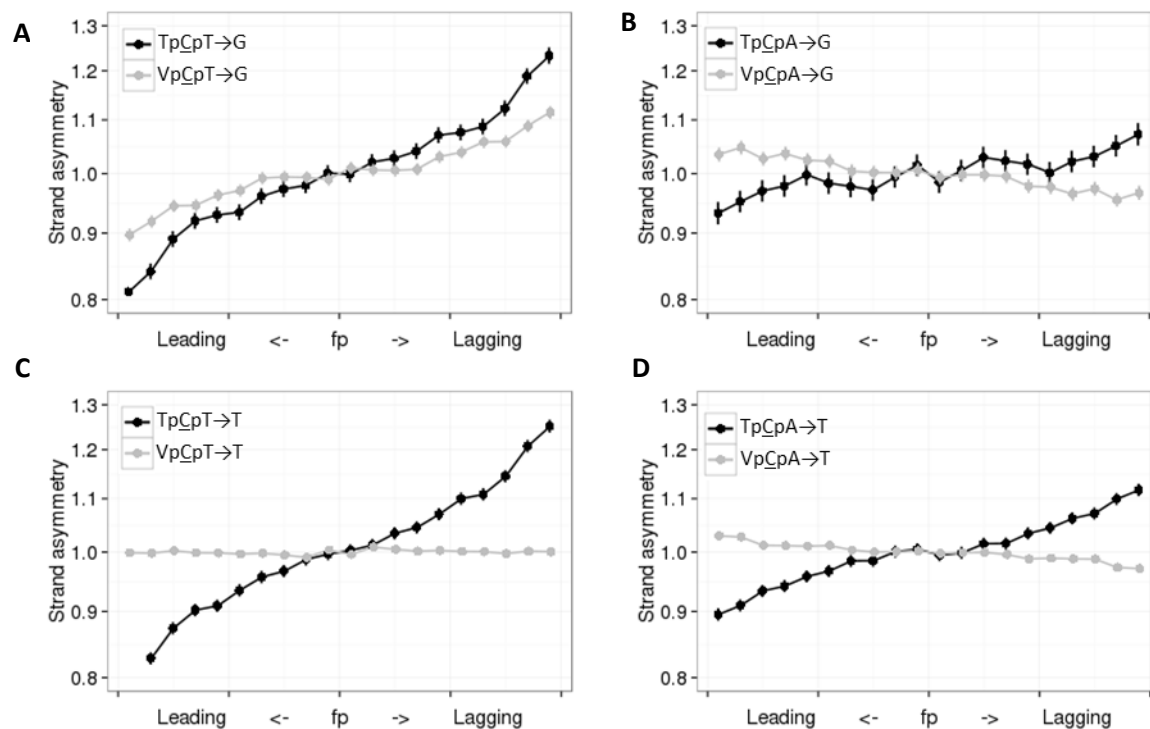 A
TpCpT→G
VpCpT→G
Strand asymmetry
1.3
1.2
1.1
1.0
0.9
0.8
Leading <- fp -> Lagging
B
TpCpA→G
VpCpA→G
Strand asymmetry
1.3
1.2
1.1
1.0
0.9
0.8
Leading <- fp -> Lagging
C
TpCpT→T
VpCpT→T
Strand asymmetry
1.3
1.2
1.1
1.0
0.9
0.8
Leading <- fp -> Lagging
D
TpCpA→T
VpCpA→T
Strand asymmetry
1.3
1.2
1.1
1.0
0.9
0.8
Leading <- fp -> Lagging